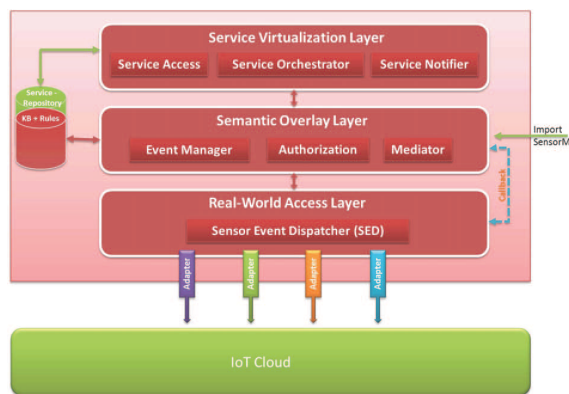 Service Virtualization Layer
Service Access
Service Orchestrator
Service Notifier
Service -
Repository
KB + Rules
Semantic Overlay Layer
Event Manager
Authorization
Mediator
Import
SensorM
Callback
Real-World Access Layer
Sensor Event Dispatcher (SED)
Adapter
Adapter
Adapter
Adapter
IoT Cloud